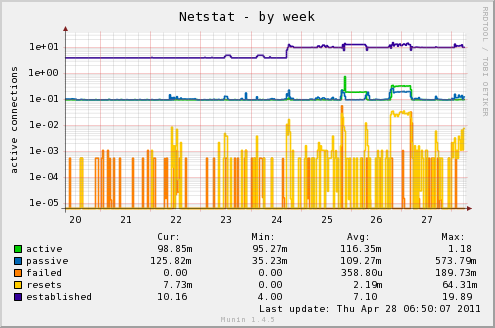 Netstat - by week
RRDTOOL / TOBI OETIKER
active connections
1e+01
1e+00
1e-01
1e-02
1e-03
1e-04
1e-05
20 21 22 23 24 25 26 27
Cur: Min: Avg: Max:
active 98.85m 95.27m 116.35m 1.18
passive 125.82m 35.23m 109.27m 573.79m
failed 0.00 0.00 358.80u 189.73m
resets 7.73m 0.00 2.19m 64.31m
established 10.16 4.00 7.10 19.89
Last update: Thu Apr 28 06:50:07 2011
Munin 1.4.5